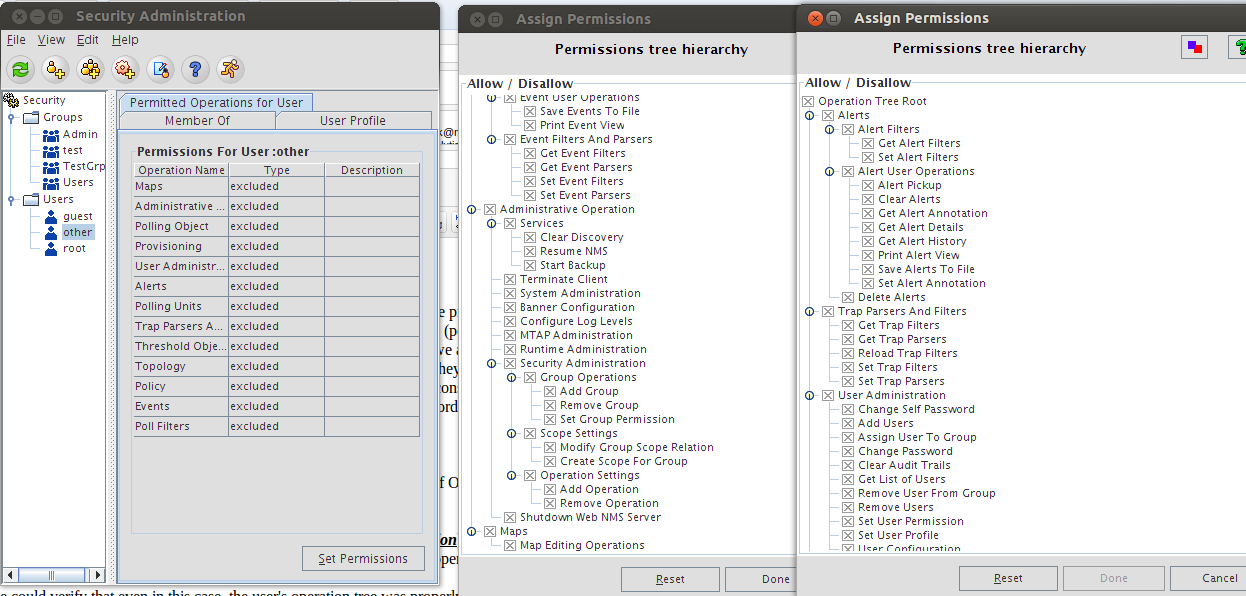 Security Administration
File View Edit Help
Security
Groups
Admin
test
TestGrp
Users
Users
guest
other
root
Permitted Operations for User
Member Of
User Profile
Permissions For User :other
Operation Name Type Description
Maps excluded
Administrative ... excluded
Polling Object excluded
Provisioning excluded
User Administr... excluded
Alerts excluded
Polling Units excluded
Trap Parsers A... excluded
Threshold Obje... excluded
Topology excluded
Policy excluded
Events excluded
Poll Filters excluded
Set Permissions
Assign Permissions
Permissions tree hierarchy
Allow / Disallow
Event User Operations
Save Events To File
Print Event View
Event Filters And Parsers
Get Event Filters
Get Event Parsers
Set Event Filters
Set Event Parsers
Administrative Operation
Services
Clear Discovery
Resume NMS
Start Backup
Terminate Client
System Administration
Banner Configuration
Configure Log Levels
MTAP Administration
Runtime Administration
Security Administration
Group Operations
Add Group
Remove Group
Set Group Permission
Scope Settings
Modify Group Scope Relation
Create Scope For Group
Operation Settings
Add Operation
Remove Operation
Shutdown Web NMS Server
Maps
Map Editing Operations
Reset
Done
Assign Permissions
Permissions tree hierarchy
Allow / Disallow
Operation Tree Root
Alerts
Alert Filters
Get Alert Filters
Set Alert Filters
Alert User Operations
Alert Pickup
Clear Alerts
Get Alert Annotation
Get Alert Details
Get Alert History
Print Alert View
Save Alerts To File
Set Alert Annotation
Delete Alerts
Trap Parsers And Filters
Get Trap Filters
Get Trap Parsers
Reload Trap Filters
Set Trap Filters
Set Trap Parsers
User Administration
Change Self Password
Add Users
Assign User To Group
Change Password
Clear Audit Trails
Get List of Users
Remove User From Group
Remove Users
Set User Permission
Set User Profile
User Configuration
Reset
Done
Cancel
e could verify that even in this case, the user's operation tree was properly